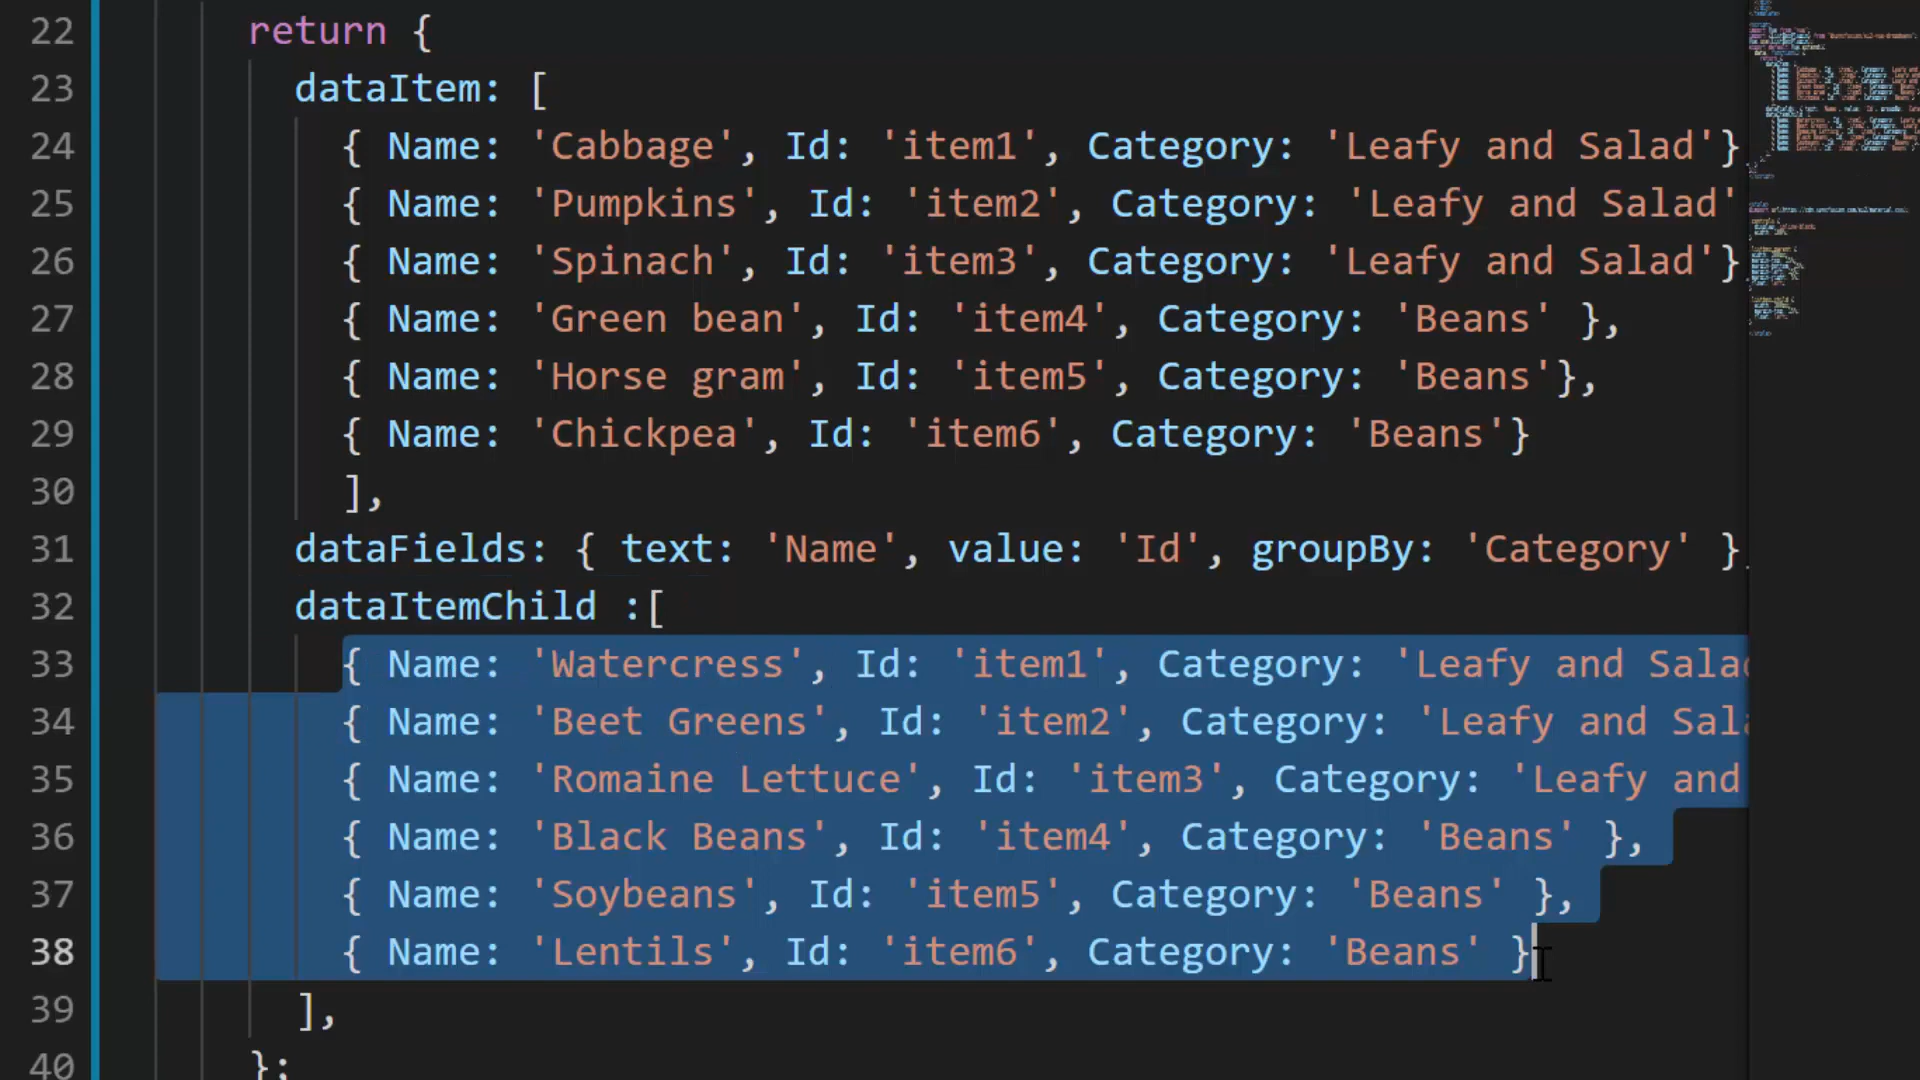 22 return {
23 dataItem: [
24 { Name: 'Cabbage', Id: 'item1', Category: 'Leafy and Salad'}
25 { Name: 'Pumpkins', Id: 'item2', Category: 'Leafy and Salad'
26 { Name: 'Spinach', Id: 'item3', Category: 'Leafy and Salad'}
27 { Name: 'Green bean', Id: 'item4', Category: 'Beans' },
28 { Name: 'Horse gram', Id: 'item5', Category: 'Beans'},
29 { Name: 'Chickpea', Id: 'item6', Category: 'Beans'}
30 ],
31 dataFields: { text: 'Name', value: 'Id', groupBy: 'Category' }
32 dataItemChild :[
33 { Name: 'Watercress', Id: 'item1', Category: 'Leafy and Salad
34 { Name: 'Beet Greens', Id: 'item2', Category: 'Leafy and Sala
35 { Name: 'Romaine Lettuce', Id: 'item3', Category: 'Leafy and
36 { Name: 'Black Beans', Id: 'item4', Category: 'Beans' },
37 { Name: 'Soybeans', Id: 'item5', Category: 'Beans' },
38 { Name: 'Lentils', Id: 'item6', Category: 'Beans' }
39 ],
40 };